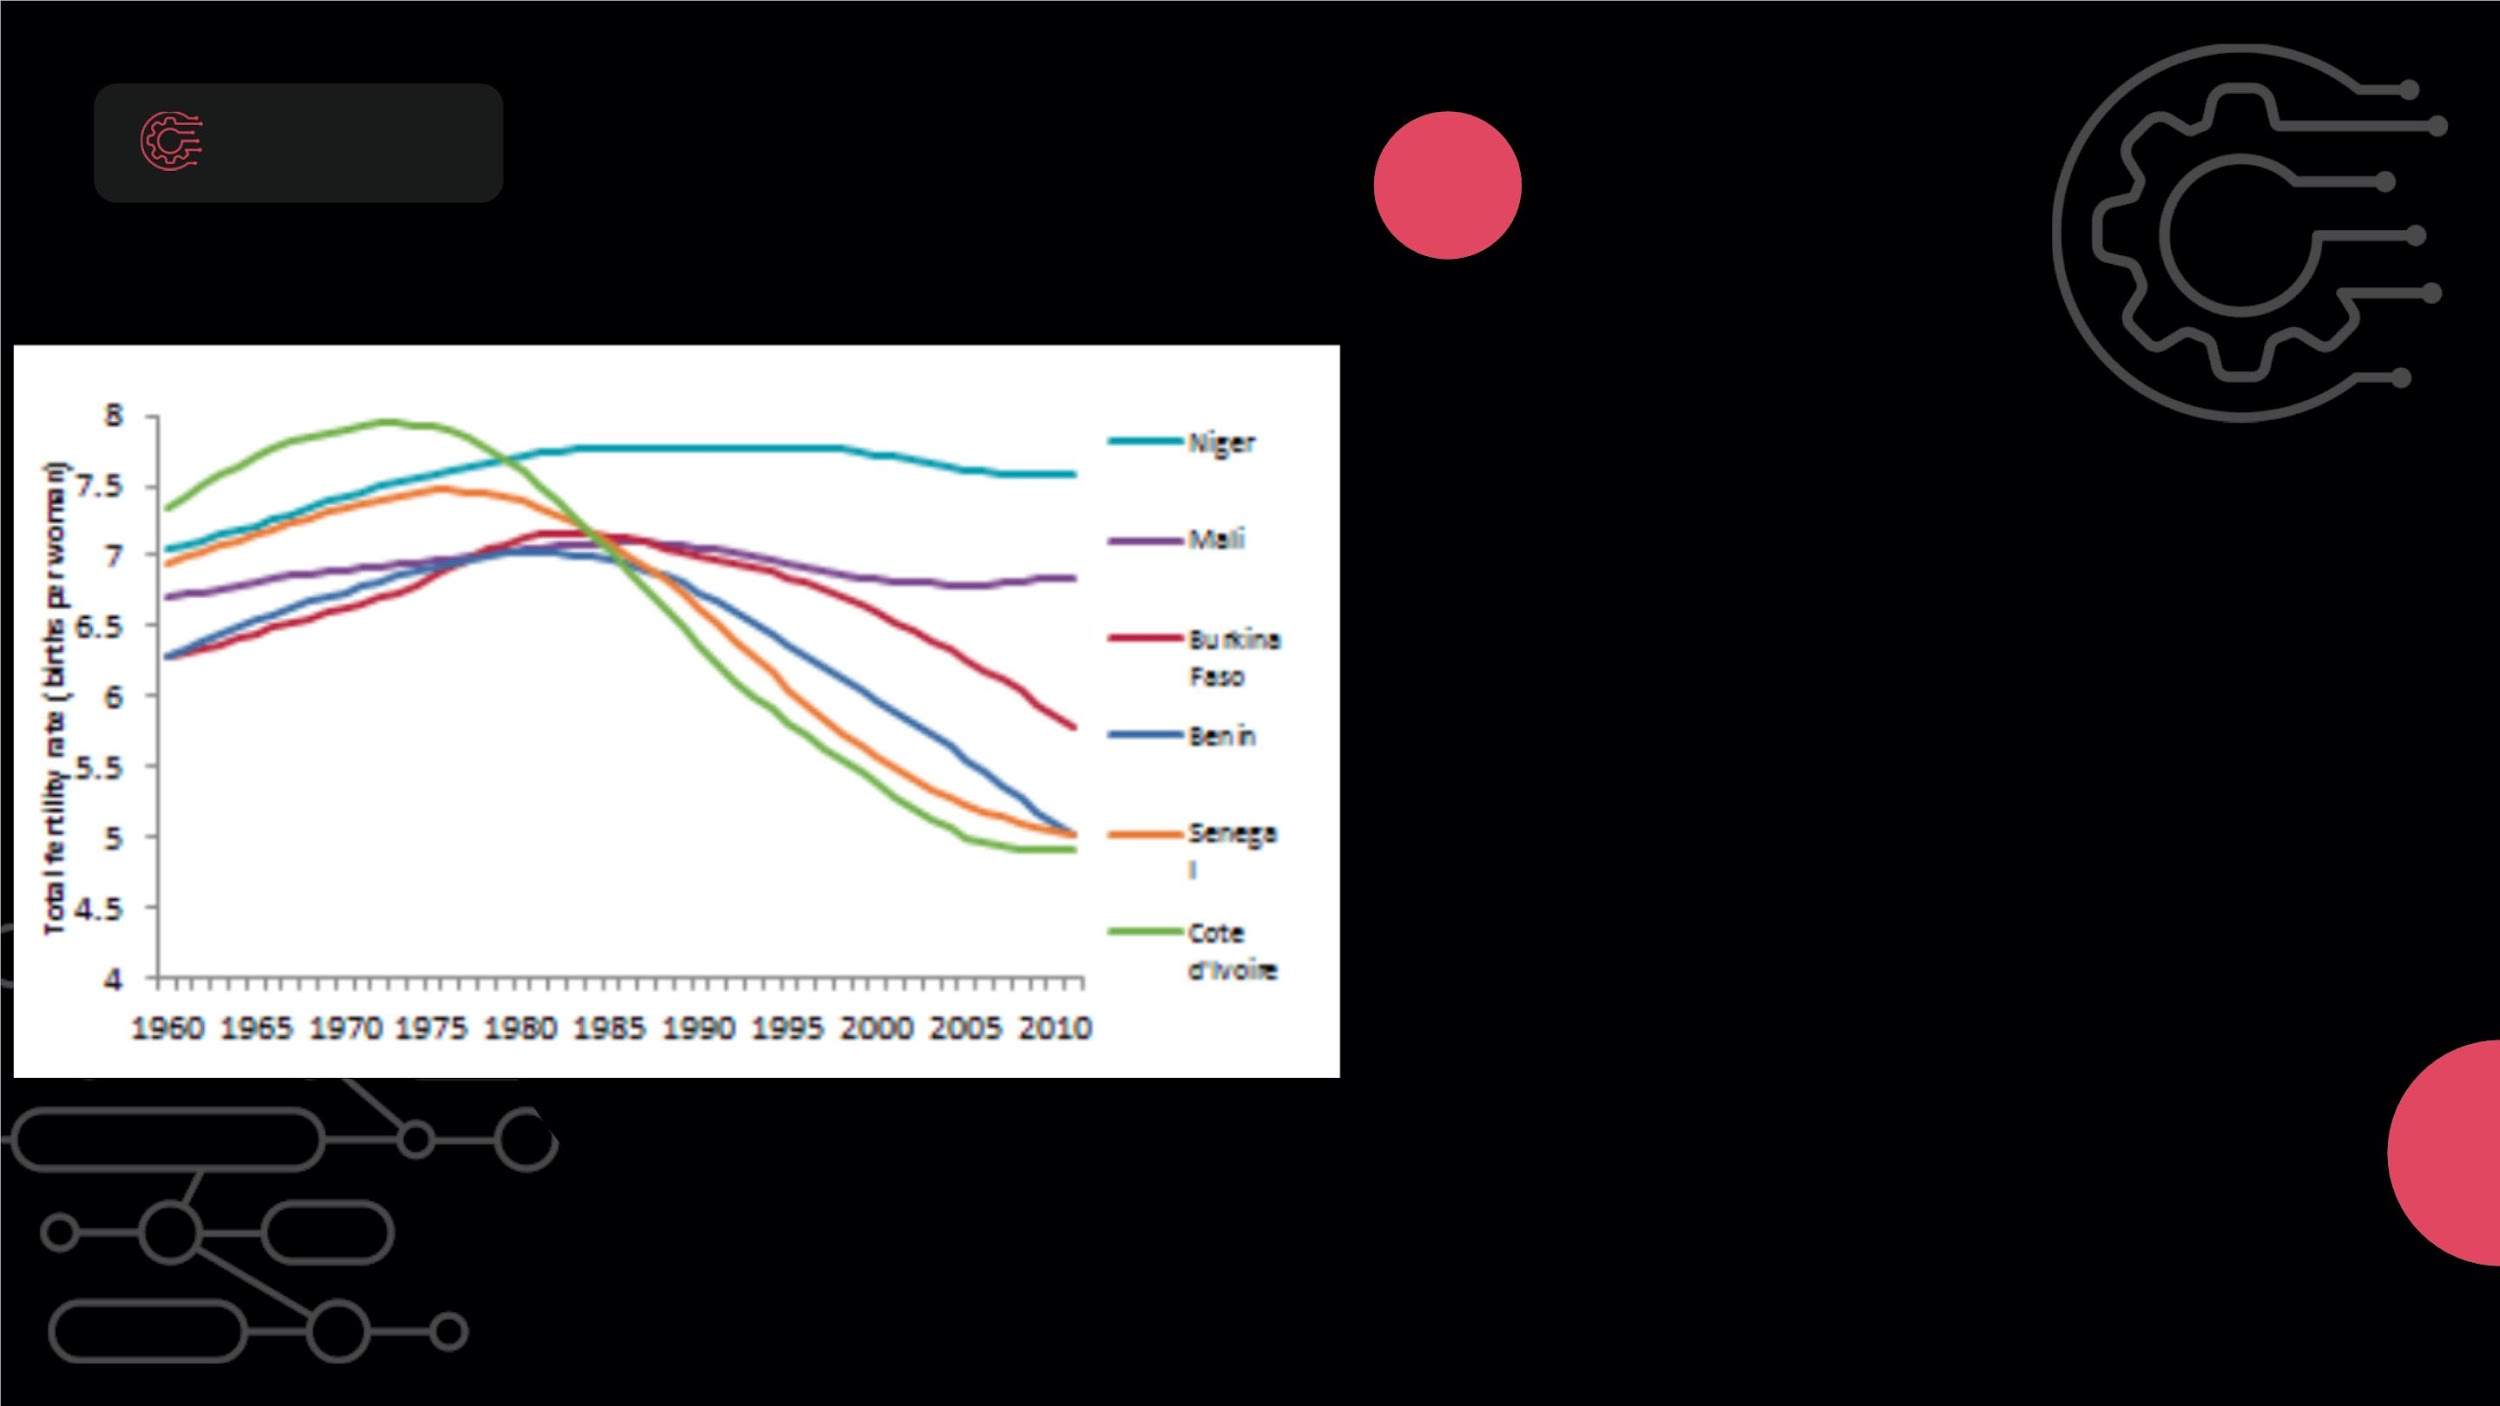 Total fertility rate (births per woman)
8
7.5
7
6.5
6
5.5
5
4.5
4
1960 1965 1970 1975 1980 1985 1990 1995 2000 2005 2010
Niger
Mali
Burkina
Faso
Benin
Senega
l
Cote
d'Ivoire